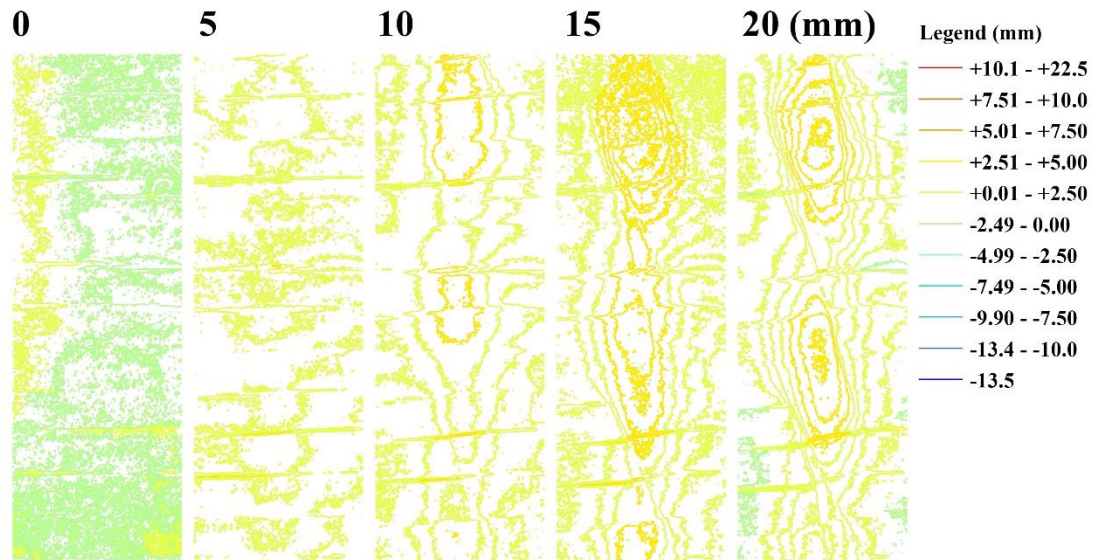 0 5 10 15 20 (mm)
Legend (mm)
+10.1 - +22.5
+7.51 - +10.0
+5.01 - +7.50
+2.51 - +5.00
+0.01 - +2.50
-2.49 - 0.00
-4.99 - -2.50
-7.49 - -5.00
-9.90 - -7.50
-13.4 - -10.0
-13.5